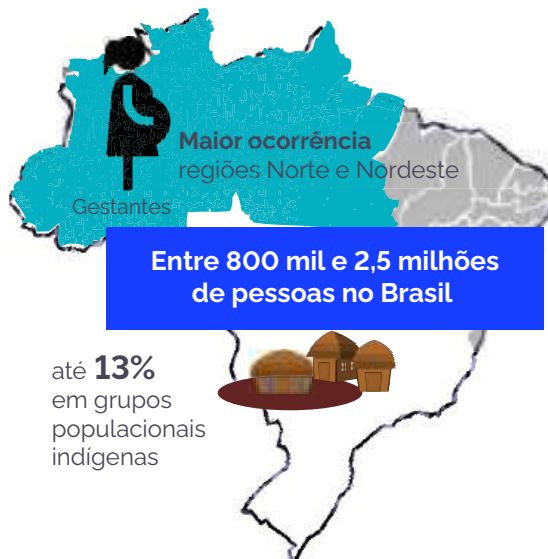 Maior ocorrência
regiões Norte e Nordeste
Gestantes
Entre 800 mil e 2,5 milhões
de pessoas no Brasil
até 13%
em grupos
populacionais
indígenas